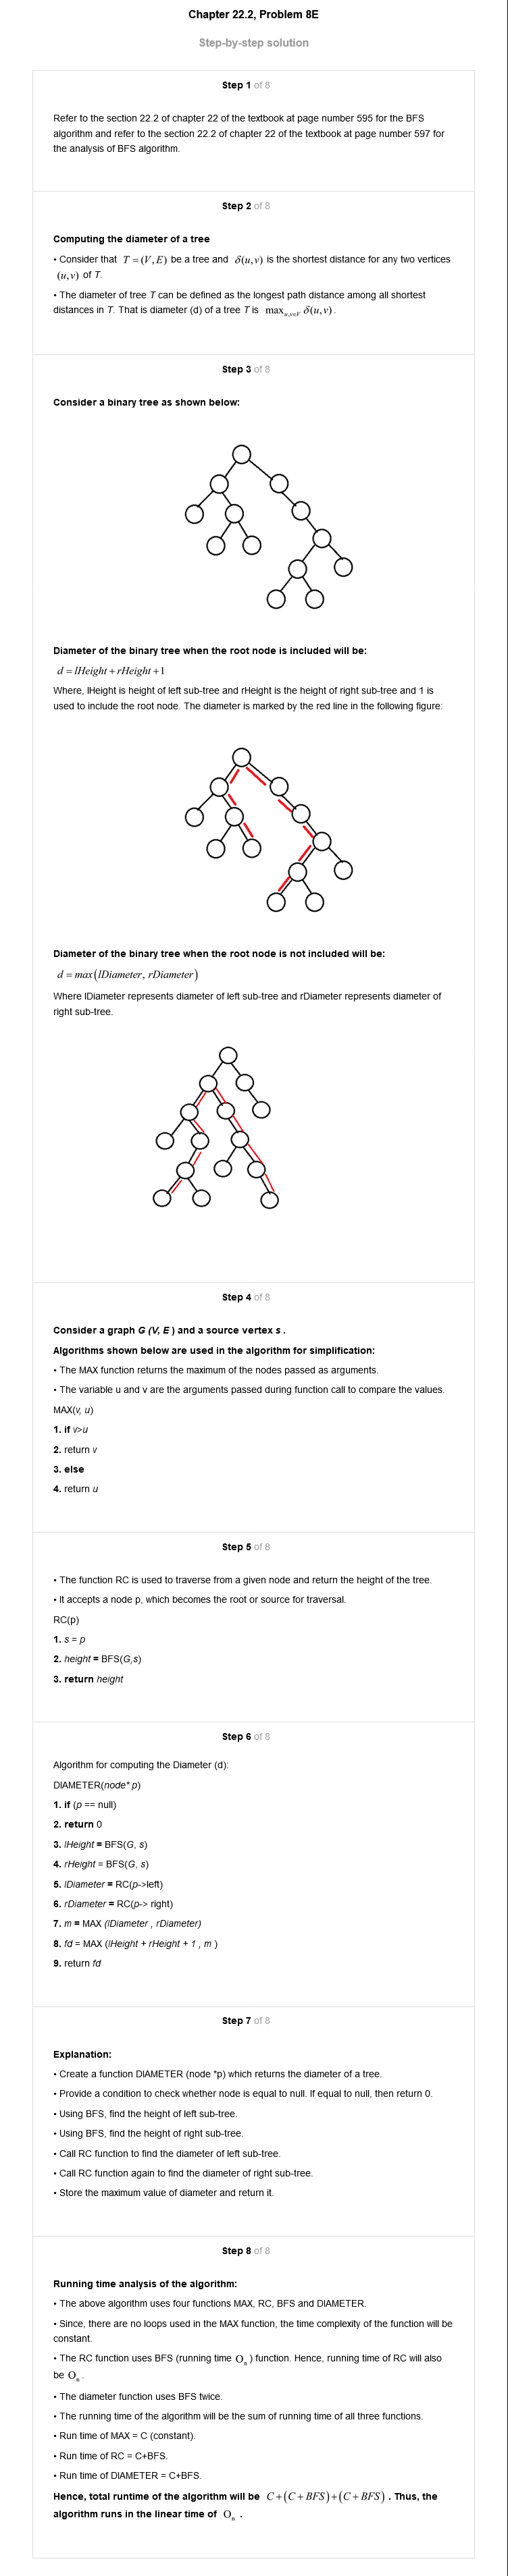 Chapter 22.2, Problem 8E
Step-by-step solution
Step 1 of 8
Refer to the section 22.2 of chapter 22 of the textbook at page number 595 for the BFS
algorithm and refer to the section 22.2 of chapter 22 of the textbook at page number 597 for
the analysis of BFS algorithm.
Step 2 of 8
Computing the diameter of a tree
• Consider that T = (V, E) be a tree and δ(u,v) is the shortest distance for any two vertices
(u,v) of T.
• The diameter of tree T can be defined as the longest path distance among all shortest
distances in T. That is diameter (d) of a tree T is max_{u,v∈V} δ(u,v).
Step 3 of 8
Consider a binary tree as shown below:
Diameter of the binary tree when the root node is included will be:
d = lHeight + rHeight +1
Where, lHeight is height of left sub-tree and rHeight is the height of right sub-tree and 1 is
used to include the root node. The diameter is marked by the red line in the following figure:
Diameter of the binary tree when the root node is not included will be:
d = max(lDiameter, rDiameter)
Where lDiameter represents diameter of left sub-tree and rDiameter represents diameter of
right sub-tree.
Step 4 of 8
Consider a graph G (V, E ) and a source vertex s .
Algorithms shown below are used in the algorithm for simplification:
• The MAX function returns the maximum of the nodes passed as arguments.
• The variable u and v are the arguments passed during function call to compare the values.
MAX(v, u)
1. if v>u
2. return v
3. else
4. return u
Step 5 of 8
• The function RC is used to traverse from a given node and return the height of the tree.
• It accepts a node p, which becomes the root or source for traversal.
RC(p)
1. s = p
2. height = BFS(G,s)
3. return height
Step 6 of 8
Algorithm for computing the Diameter (d):
DIAMETER(node* p)
1. if (p == null)
2. return 0
3. lHeight = BFS(G, s)
4. rHeight = BFS(G, s)
5. lDiameter = RC(p->left)
6. rDiameter = RC(p-> right)
7. m = MAX (lDiameter , rDiameter)
8. fd = MAX (lHeight + rHeight + 1 , m )
9. return fd
Step 7 of 8
Explanation:
• Create a function DIAMETER (node *p) which returns the diameter of a tree.
• Provide a condition to check whether node is equal to null. If equal to null, then return 0.
• Using BFS, find the height of left sub-tree.
• Using BFS, find the height of right sub-tree.
• Call RC function to find the diameter of left sub-tree.
• Call RC function again to find the diameter of right sub-tree.
• Store the maximum value of diameter and return it.
Step 8 of 8
Running time analysis of the algorithm:
• The above algorithm uses four functions MAX, RC, BFS and DIAMETER.
• Since, there are no loops used in the MAX function, the time complexity of the function will be
constant.
• The RC function uses BFS (running time O_n ) function. Hence, running time of RC will also
be O_n .
• The diameter function uses BFS twice.
• The running time of the algorithm will be the sum of running time of all three functions.
• Run time of MAX = C (constant).
• Run time of RC = C+BFS.
• Run time of DIAMETER = C+BFS.
Hence, total runtime of the algorithm will be C+(C+BFS)+(C+BFS) . Thus, the
algorithm runs in the linear time of O_n .